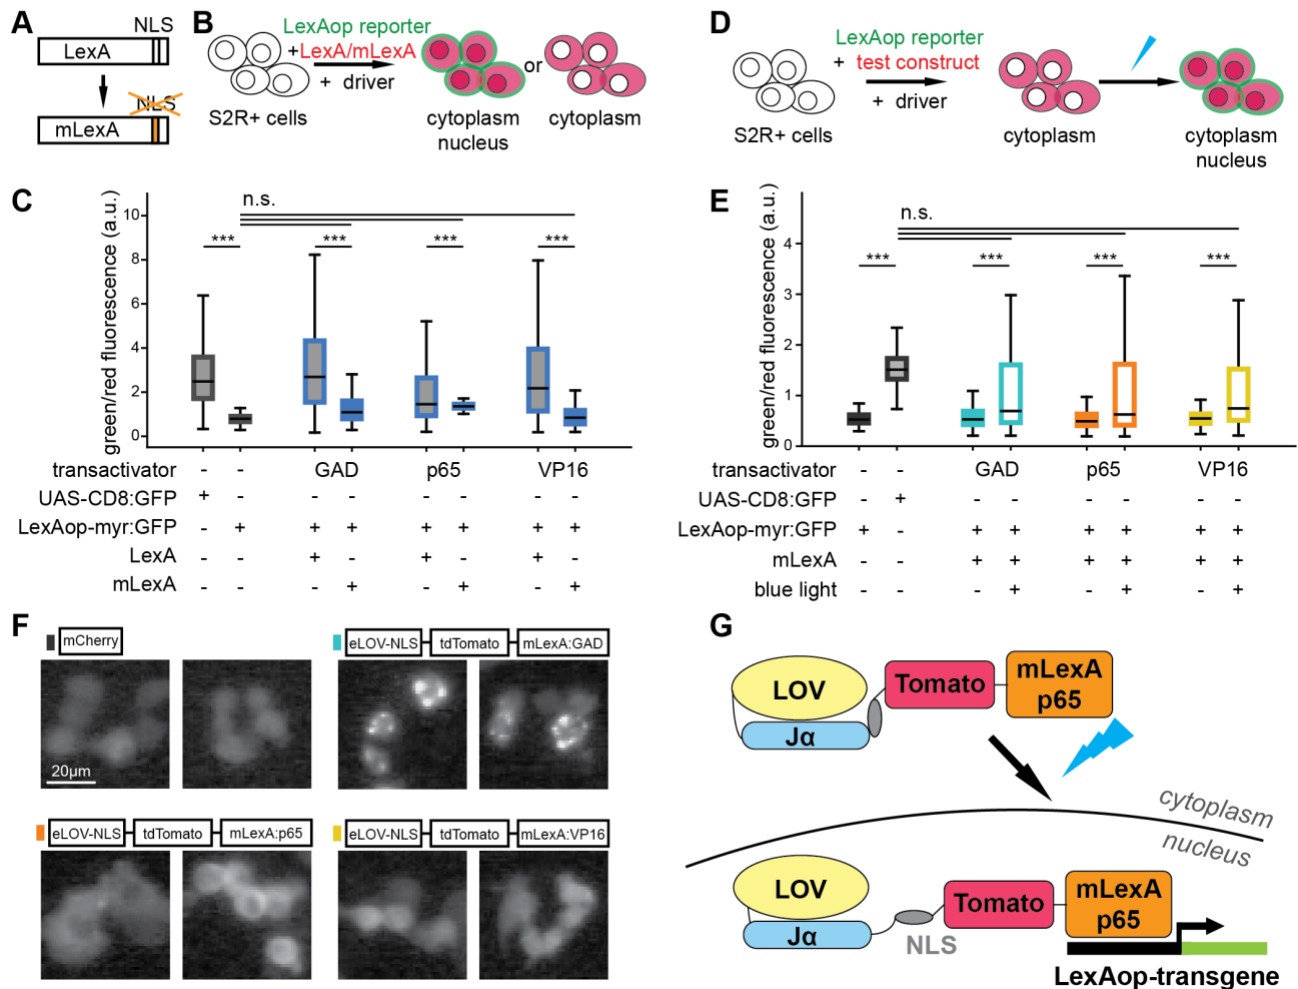 A
NLS
LexA
NLS
mLexA
B
LexAop reporter
+LexA/mLexA
+ driver
or
S2R+ cells
cytoplasm
nucleus
cytoplasm
D
LexAop reporter
+ test construct
+ driver
S2R+ cells
cytoplasm
cytoplasm
nucleus
C
green/red fluorescence (a.u.)
10
8
6
4
2
0
n.s.
*** *** *** ***
transactivator - - GAD p65 VP16
UAS-CD8:GFP + - - - - - - -
LexAop-myr:GFP - + + + + + + +
LexA - - + - + - + -
mLexA - - - + - + - +
E
green/red fluorescence (a.u.)
4
3
2
1
0
n.s.
*** *** *** ***
transactivator - - GAD p65 VP16
UAS-CD8:GFP - + - - - - - -
LexAop-myr:GFP + - + + + + + +
mLexA - - + + + + + +
blue light - - - + - + - +
F
mCherry
eLOV-NLS tdTomato mLexA:GAD
20µm
eLOV-NLS tdTomato mLexA:p65
eLOV-NLS tdTomato mLexA:VP16
G
LOV
Jα
Tomato
mLexA
p65
cytoplasm
nucleus
LOV
Jα
NLS
Tomato
mLexA
p65
LexAop-transgene